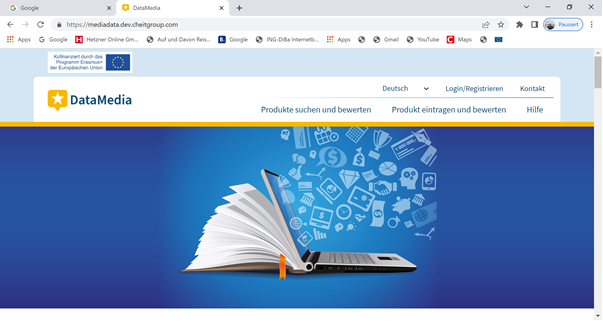 Google
DataMedia
https://mediadata.dev.cheitgroup.com
Pausiert
Apps
Google
Hetzner Online Gm...
Auf und Davon Reis...
Google
ING-DiBa Internetb...
Apps
Gmail
YouTube
Maps
Kofinanziert durch das
Programm Erasmus+
der Europäischen Union
Deutsch
Login/Registrieren
Kontakt
DataMedia
Produkte suchen und bewerten
Produkt eintragen und bewerten
Hilfe